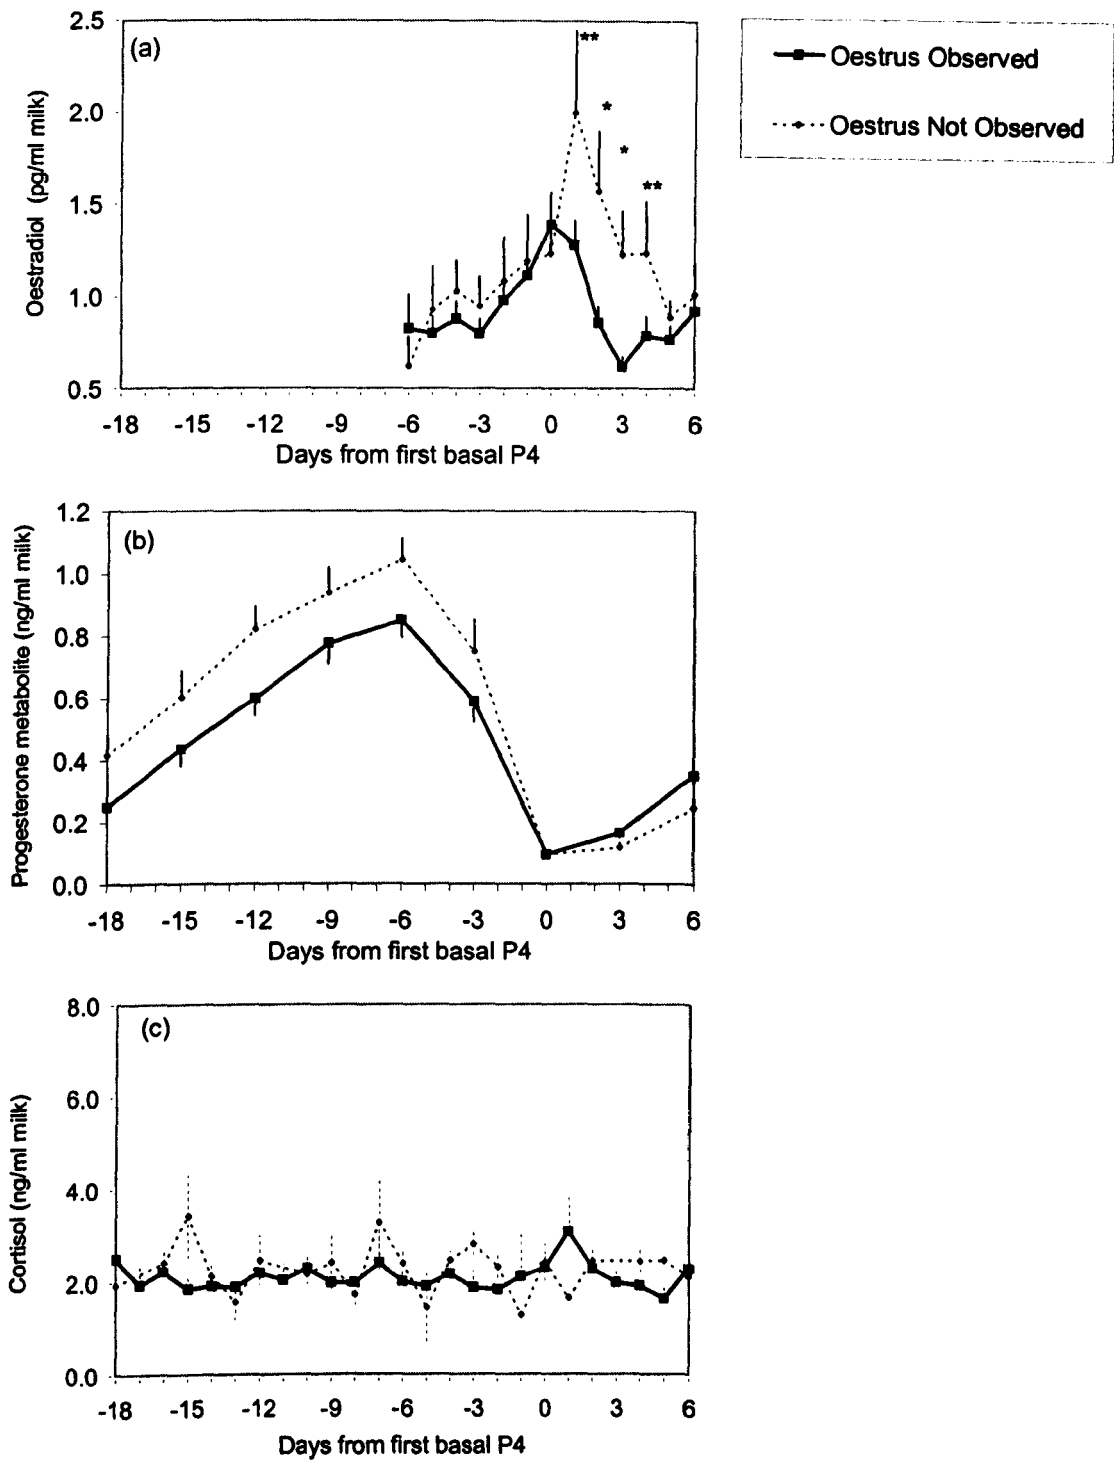 (a)
Oestradiol (pg/ml milk)
2.5
2.0
1.5
1.0
0.5
**
*
*
**
-18 -15 -12 -9 -6 -3 0 3 6
Days from first basal P4
Oestrus Observed
Oestrus Not Observed
(b)
Progesterone metabolite (ng/ml milk)
1.2
1.0
0.8
0.6
0.4
0.2
0.0
-18 -15 -12 -9 -6 -3 0 3 6
Days from first basal P4
(c)
Cortisol (ng/ml milk)
8.0
6.0
4.0
2.0
0.0
-18 -15 -12 -9 -6 -3 0 3 6
Days from first basal P4